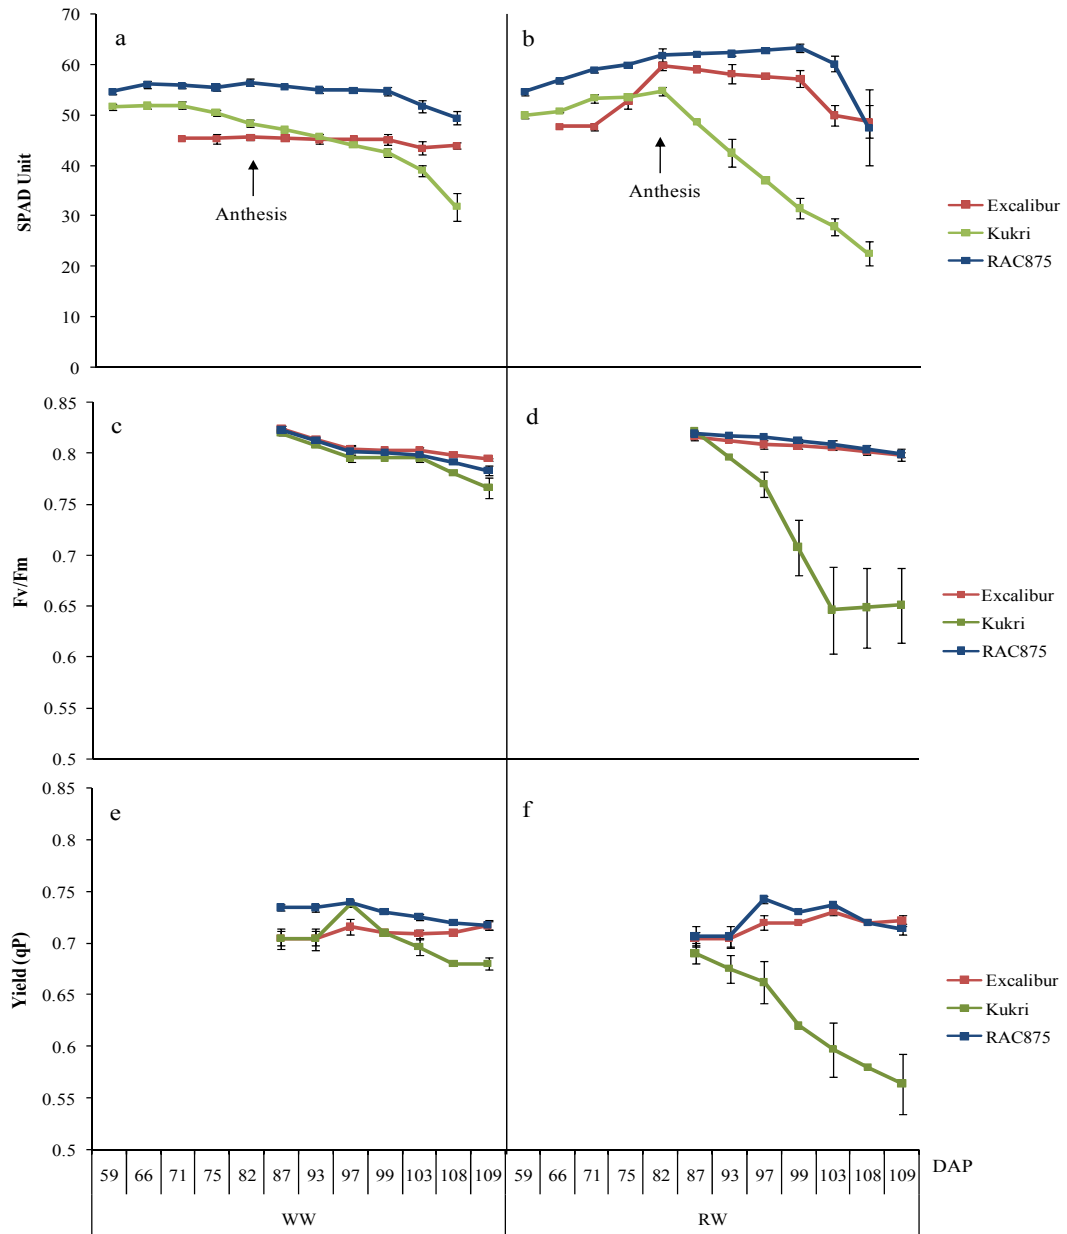 70
60
50
40
30
20
10
0
SPAD Unit
a
b
Anthesis
Anthesis
Excalibur
Kukri
RAC875
0.85
0.8
0.75
0.7
0.65
0.6
0.55
0.5
Fv/Fm
c
d
Excalibur
Kukri
RAC875
0.85
0.8
0.75
0.7
0.65
0.6
0.55
0.5
Yield (qP)
e
f
Excalibur
Kukri
RAC875
59 66 71 75 82 87 93 97 99 103 108 109 59 66 71 75 82 87 93 97 99 103 108 109 DAP
WW RW